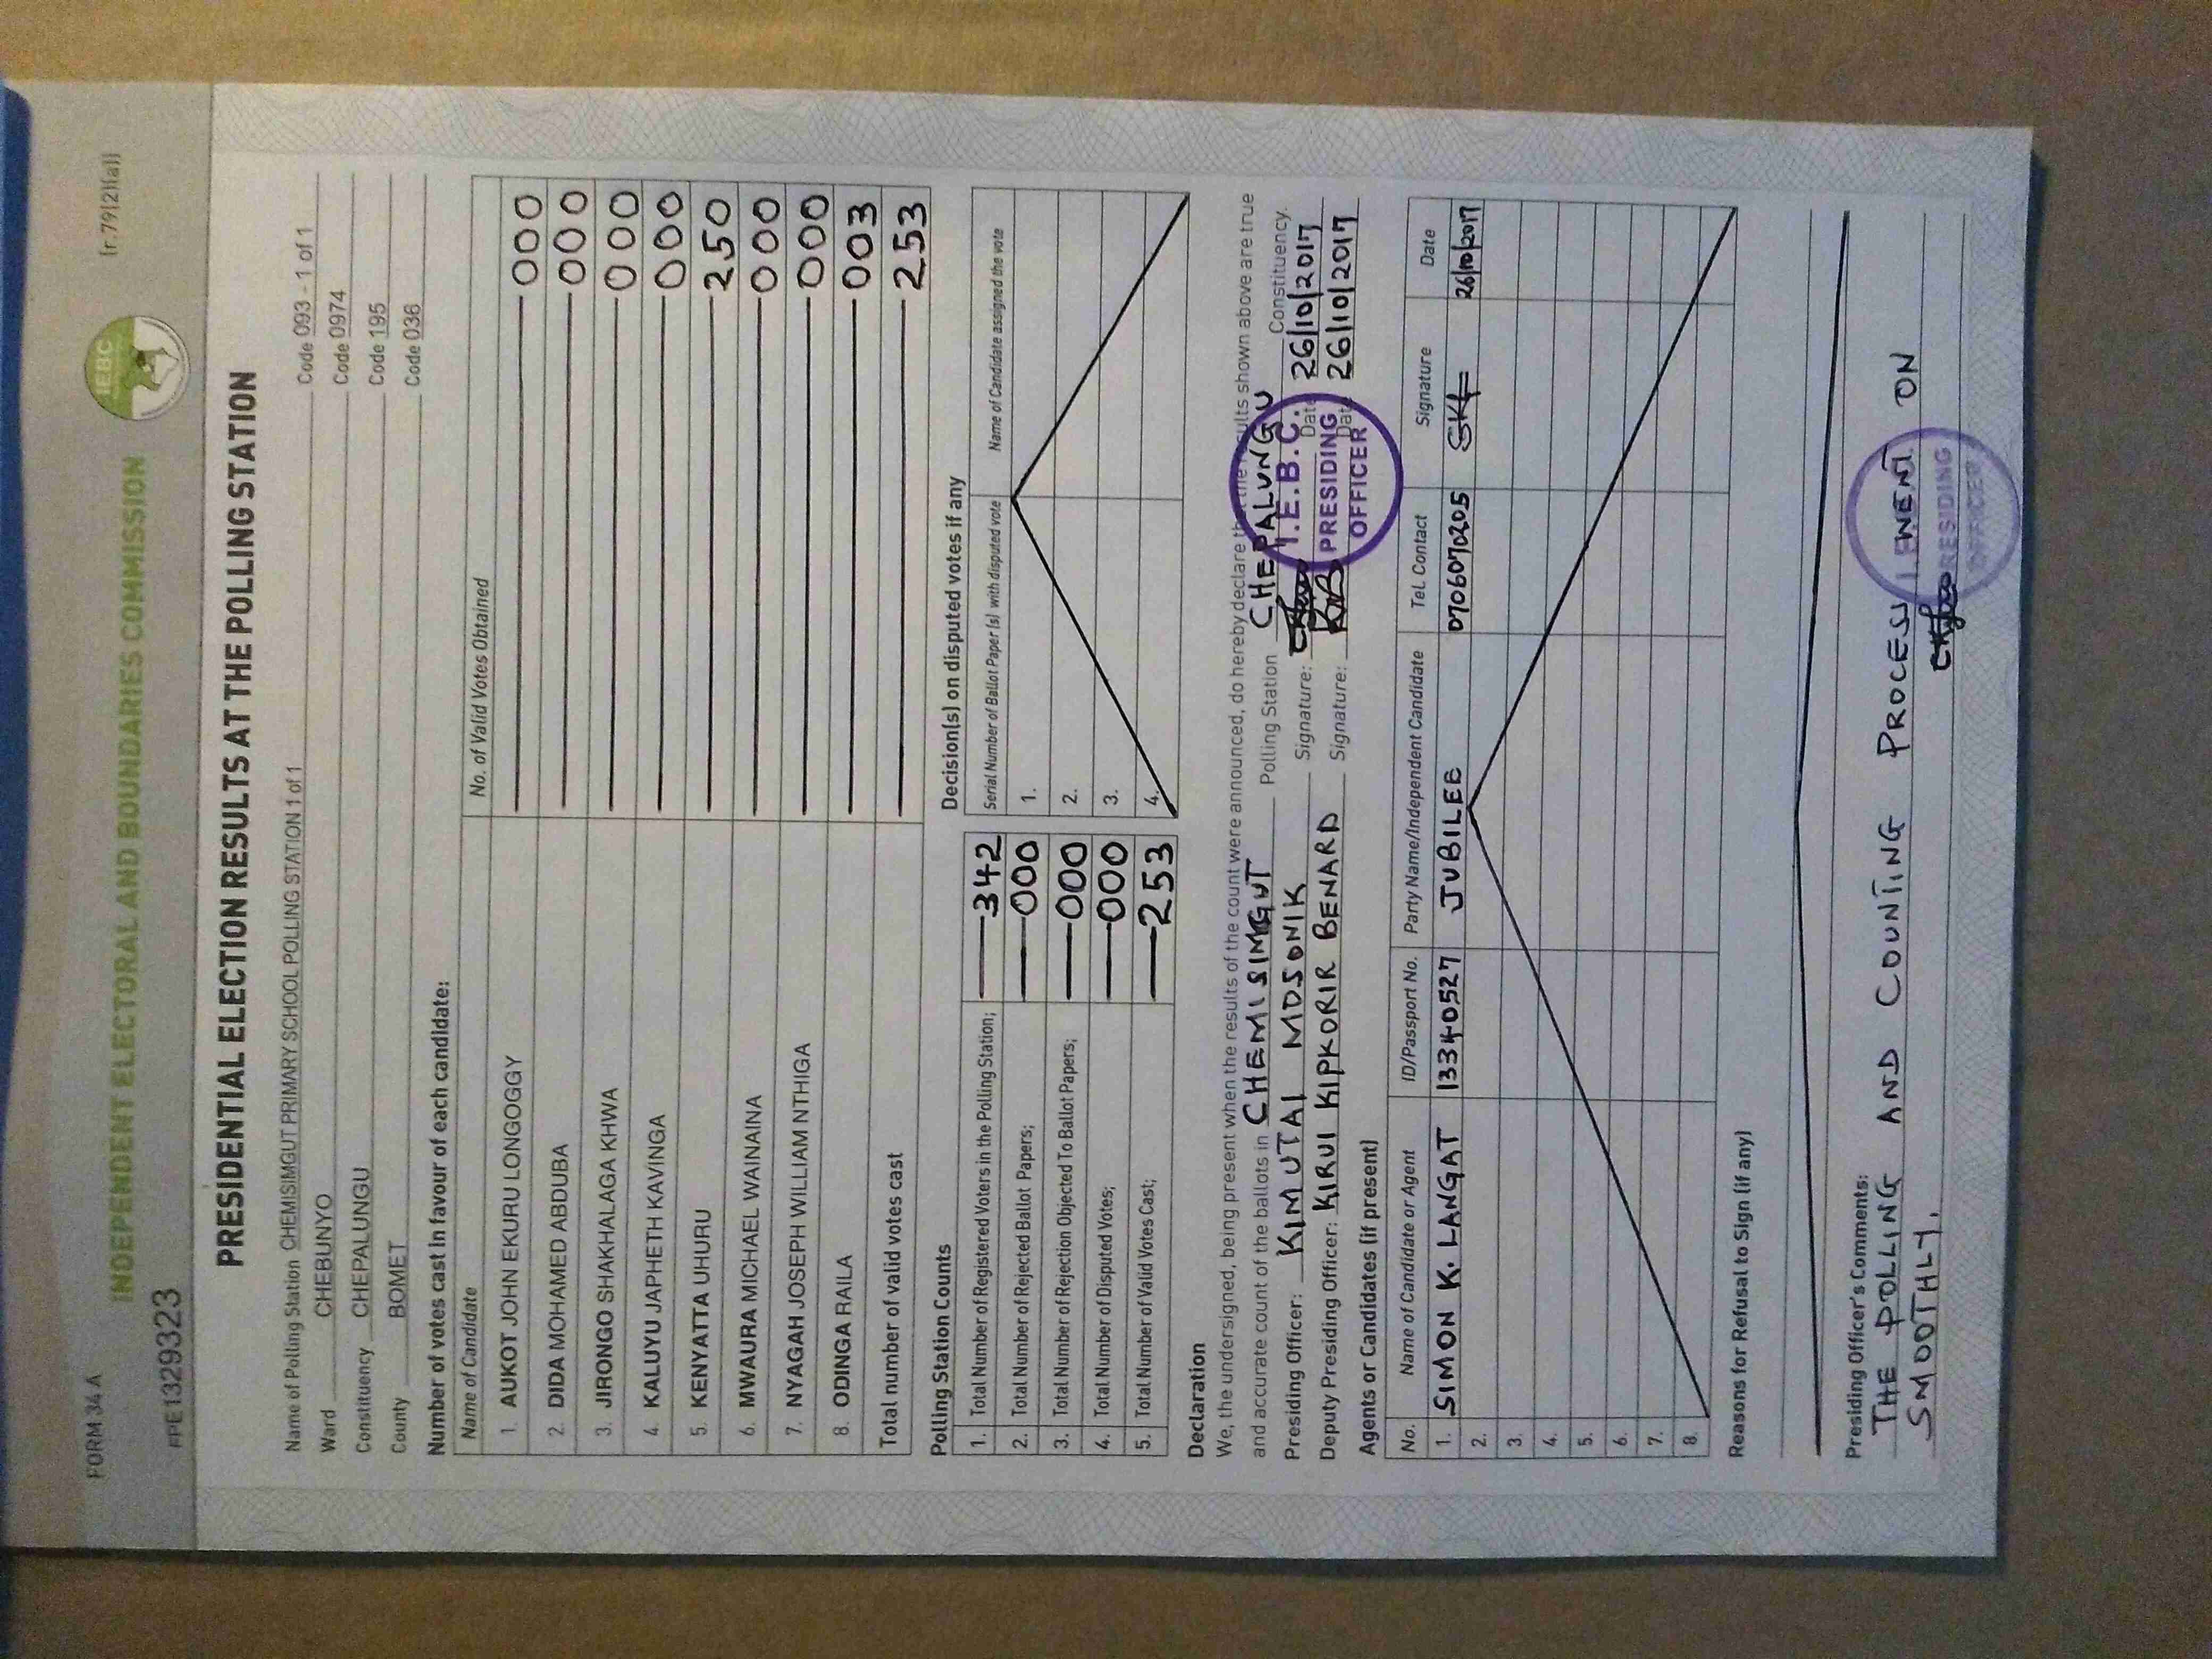 FORM 34 A
(r.79(2)(a))
IEBC
INDEPENDENT ELECTORAL AND BOUNDARIES COMMISSION
PRESIDENTIAL ELECTION RESULTS AT THE POLLING STATION
Name of Polling Station CHEMISIMGUT PRIMARY SCHOOL POLLING STATION 1 of 1 Code 093 - 1 of 1
Ward CHEBUNYO Code 0974
Constituency CHEPALUNGU Code 195
County BOMET Code 036
Number of votes cast in favour of each candidate:
Name of Candidate No. of Valid Votes Obtained
1. AUKOT JOHN EKURU LONGOGGY 000
2. DIDA MOHAMED ABDUBA 000
3. JIRONGO SHAKHALAGA KHWA 000
4. KALUYU JAPHETH KAVINGA 000
5. KENYATTA UHURU 250
6. MWAURA MICHAEL WAINAINA 000
7. NYAGAH JOSEPH WILLIAM NTHIGA 000
8. ODINGA RAILA 003
Total number of valid votes cast 253
Polling Station Counts
1. Total Number of Registered Voters in the Polling Station; 342
2. Total Number of Rejected Ballot Papers; 000
3. Total Number of Rejection Objected To Ballot Papers; 000
4. Total Number of Disputed Votes; 000
5. Total Number of Valid Votes Cast; 253
Decision(s) on disputed votes if any
Serial Number of Ballot Paper (s) with disputed vote Name of Candidate assigned the vote
1.
2.
3.
4.
Declaration
We, the undersigned, being present when the results of the count were announced, do hereby declare that the results shown above are true
and accurate count of the ballots in CHEMISIMGUT Polling Station CHEPALUNGU Constituency.
Presiding Officer: KIMUTAI MOSONIK Signature: Date 26/10/2017
Deputy Presiding Officer: KIRUI KIPKORIR BENARD Signature: Date 26/10/2017
I.E.B.C.
PRESIDING
OFFICER
Agents or Candidates (if present)
No. Name of Candidate or Agent ID/Passport No. Party Name/Independent Candidate Tel. Contact Signature Date
1. SIMON K. LANGAT 13340527 JUBILEE 0706070205 26/10/2017
2.
3.
4.
5.
6.
7.
8.
Reasons for Refusal to Sign (if any)
Presiding Officer's Comments:
THE POLLING AND COUNTING PROCESS WENT ON
SMOOTHLY.
PRESIDING
OFFICER